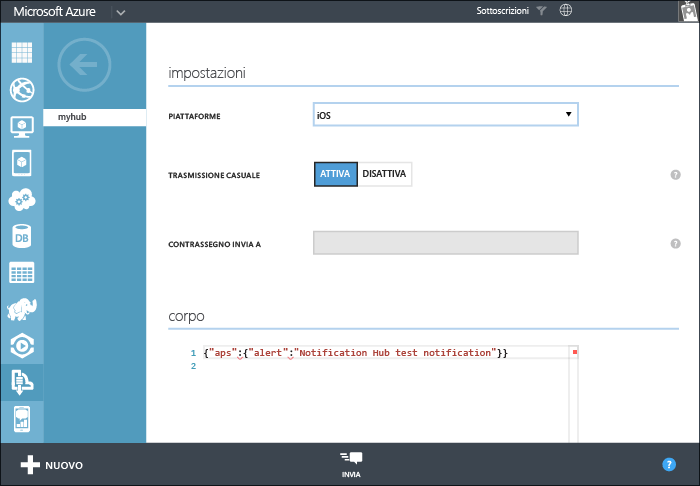 Microsoft Azure
Sottoscrizioni
myhub
impostazioni
PIATTAFORME
iOS
TRASMISSIONE CASUALE
ATTIVA
DISATTIVA
?
CONTRASSEGNO INVIA A
?
corpo
1 {"aps":{"alert":"Notification Hub test notification"}}
2
DB
NUOVO
INVIA
?